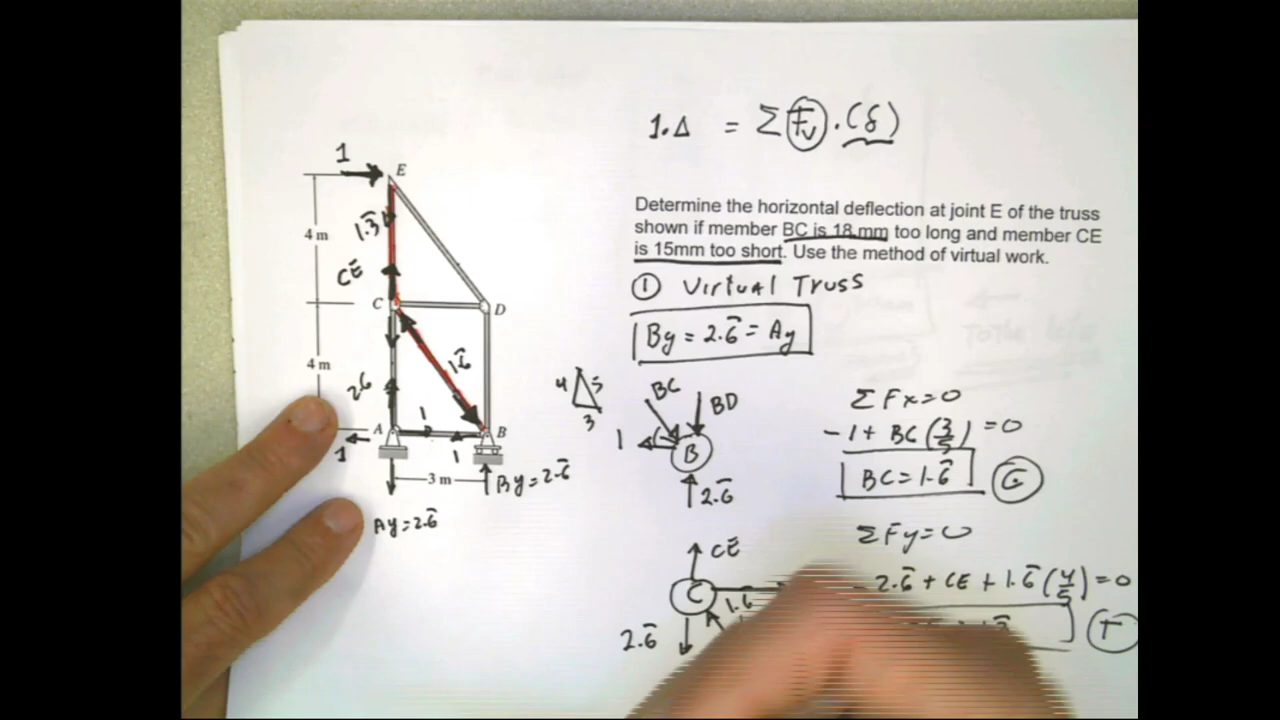 1.Δ = Σ(Fv).(δ)
Determine the horizontal deflection at joint E of the truss
shown if member BC is 18 mm too long and member CE
is 15mm too short. Use the method of virtual work.
① Virtual Truss
By = 2.6̄ = Ay
1
E
4 m
1.3̄
CE
C
D
4 m
1.6̄
2.6̄
1
A
B
1
1
3 m
By = 2.6̄
Ay = 2.6̄
4
5
3
BC
BD
1
B
2.6̄
ΣFx=0
-1 + BC(3/5) = 0
BC = 1.6̄ C
ΣFy=0
CE
C
1.6̄
2.6̄
- 2.6̄ + CE + 1.6̄(4/5) = 0
T